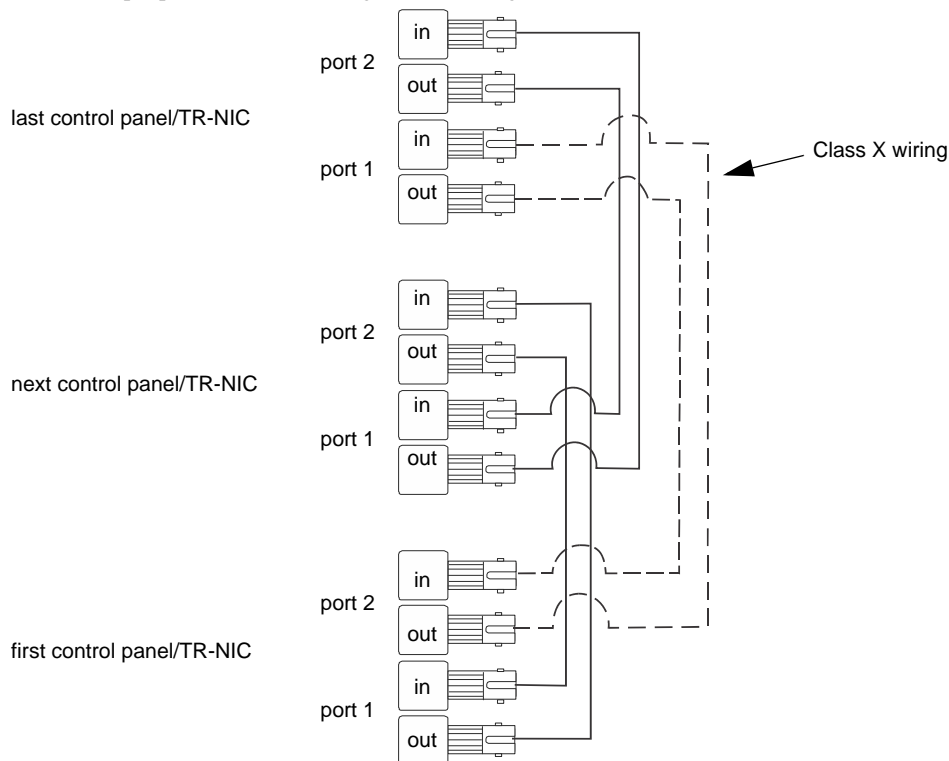 in
port 2
out
last control panel/TR-NIC
in
Class X wiring
port 1
out
in
port 2
out
next control panel/TR-NIC
in
port 1
out
in
port 2
out
first control panel/TR-NIC
in
port 1
out